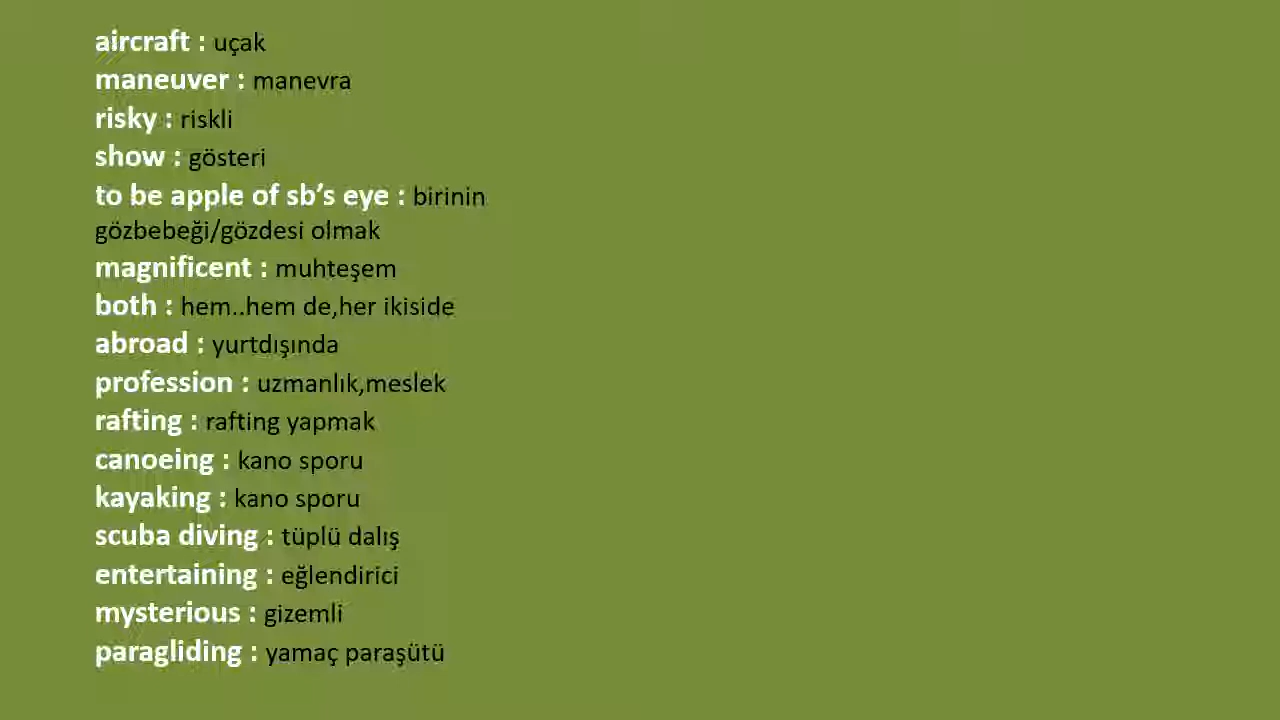 aircraft : uçak
maneuver : manevra
risky : riskli
show : gösteri
to be apple of sb’s eye : birinin
gözbebeği/gözdesi olmak
magnificent : muhteşem
both : hem..hem de,her ikiside
abroad : yurtdışında
profession : uzmanlık,meslek
rafting : rafting yapmak
canoeing : kano sporu
kayaking : kano sporu
scuba diving : tüplü dalış
entertaining : eğlendirici
mysterious : gizemli
paragliding : yamaç paraşütü